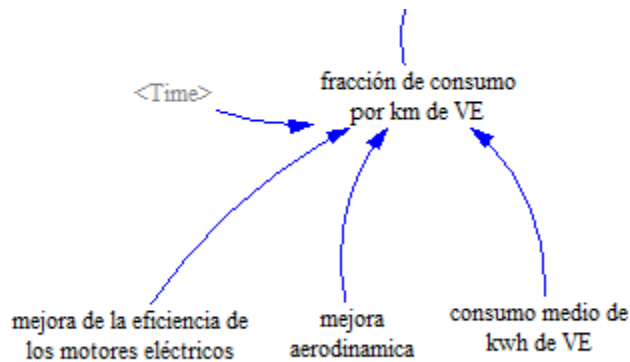 fracción de consumo
por km de VE
<Time>
mejora de la eficiencia de
los motores eléctricos
mejora
aerodinamica
consumo medio de
kwh de VE